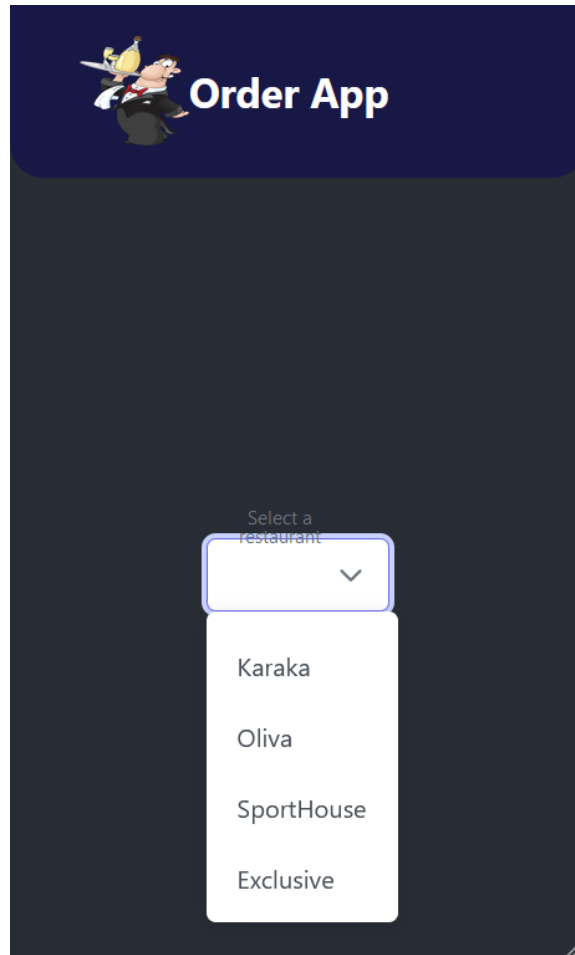 Order App
Select a
restaurant
Karaka
Oliva
SportHouse
Exclusive